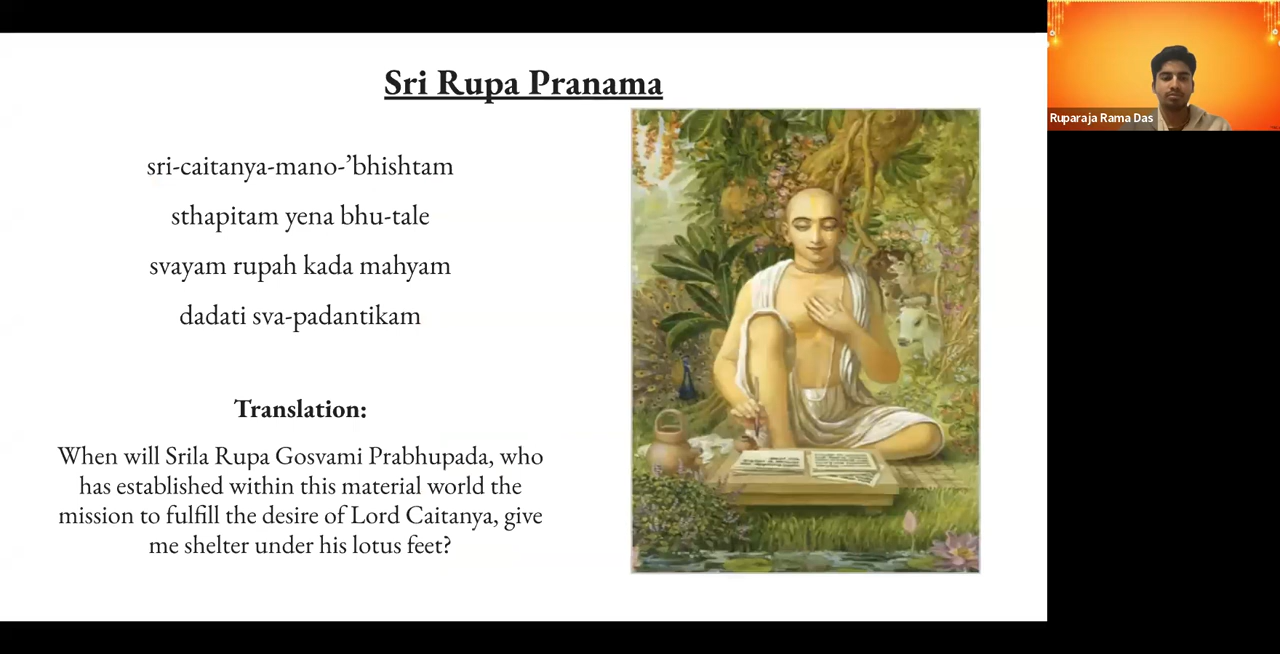 Sri Rupa Pranama
sri-caitanya-mano-’bhishtam
sthapitam yena bhu-tale
svayam rupah kada mahyam
dadati sva-padantikam
Translation:
When will Srila Rupa Gosvami Prabhupada, who
has established within this material world the
mission to fulfill the desire of Lord Caitanya, give
me shelter under his lotus feet?
Ruparaja Rama Das